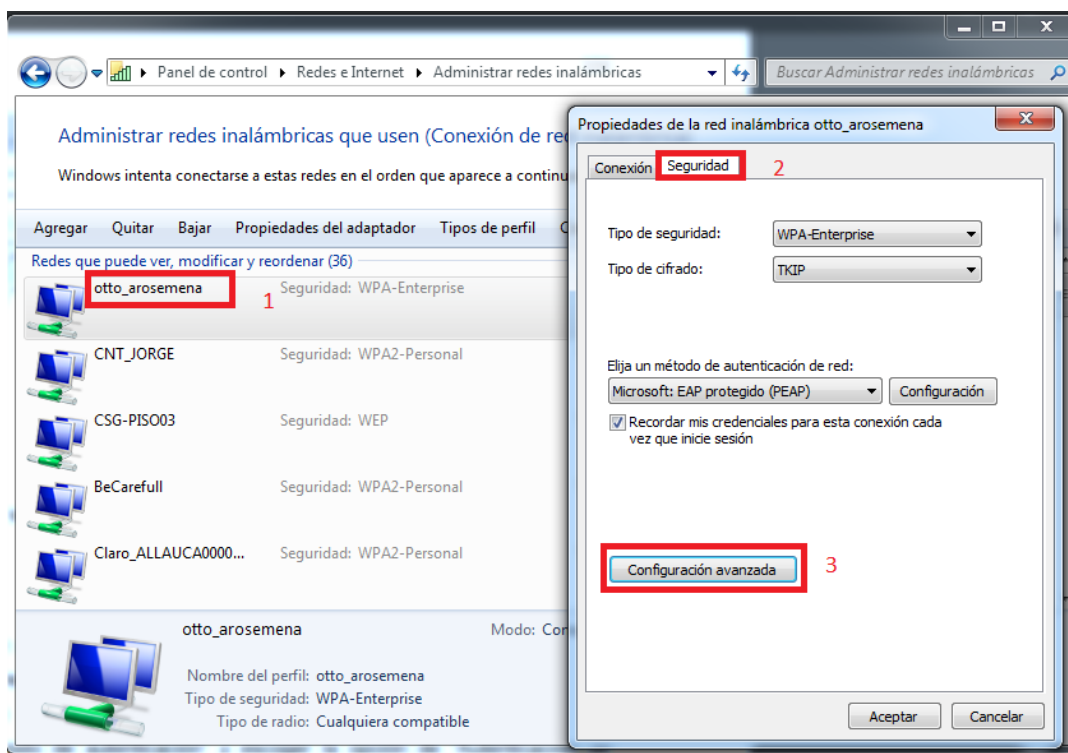 Panel de control Redes e Internet Administrar redes inalámbricas
Buscar Administrar redes inalámbricas
Administrar redes inalámbricas que usen (Conexión de re
Windows intenta conectarse a estas redes en el orden que aparece a continu
Agregar Quitar Bajar Propiedades del adaptador Tipos de perfil C
Redes que puede ver, modificar y reordenar (36)
otto_arosemena Seguridad: WPA-Enterprise
1
CNT_JORGE Seguridad: WPA2-Personal
CSG-PISO03 Seguridad: WEP
BeCarefull Seguridad: WPA2-Personal
Claro_ALLAUCA0000... Seguridad: WPA2-Personal
otto_arosemena Modo: Con
Nombre del perfil: otto_arosemena
Tipo de seguridad: WPA-Enterprise
Tipo de radio: Cualquiera compatible
Propiedades de la red inalámbrica otto_arosemena
Conexión Seguridad 2
Tipo de seguridad: WPA-Enterprise
Tipo de cifrado: TKIP
Elija un método de autenticación de red:
Microsoft: EAP protegido (PEAP) Configuración
Recordar mis credenciales para esta conexión cada
vez que inicie sesión
Configuración avanzada 3
Aceptar Cancelar